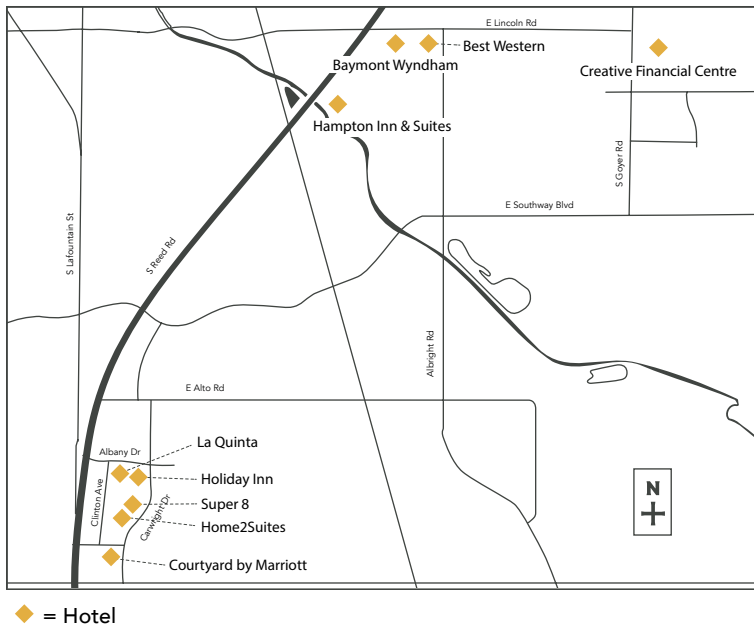 E Lincoln Rd
Best Western
Baymont Wyndham
Creative Financial Centre
Hampton Inn & Suites
S Goyer Rd
E Southway Blvd
S Lafountain St
S Reed Rd
Albright Rd
E Alto Rd
La Quinta
Albany Dr
Holiday Inn
Clinton Ave
Carwright Dr
Super 8
Home2Suites
Courtyard by Marriott
N
= Hotel